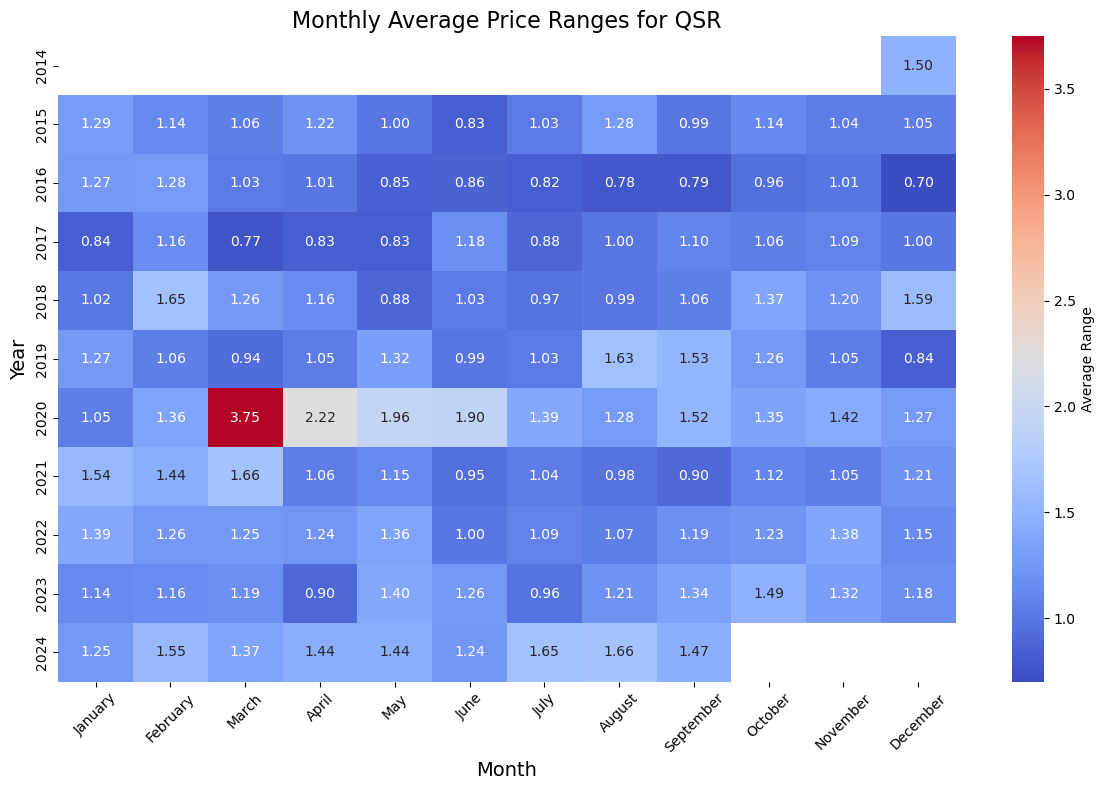 Monthly Average Price Ranges for QSR
2014 1.50
2015 1.29 1.14 1.06 1.22 1.00 0.83 1.03 1.28 0.99 1.14 1.04 1.05
2016 1.27 1.28 1.03 1.01 0.85 0.86 0.82 0.78 0.79 0.96 1.01 0.70
2017 0.84 1.16 0.77 0.83 0.83 1.18 0.88 1.00 1.10 1.06 1.09 1.00
2018 1.02 1.65 1.26 1.16 0.88 1.03 0.97 0.99 1.06 1.37 1.20 1.59
2019 1.27 1.06 0.94 1.05 1.32 0.99 1.03 1.63 1.53 1.26 1.05 0.84
2020 1.05 1.36 3.75 2.22 1.96 1.90 1.39 1.28 1.52 1.35 1.42 1.27
2021 1.54 1.44 1.66 1.06 1.15 0.95 1.04 0.98 0.90 1.12 1.05 1.21
2022 1.39 1.26 1.25 1.24 1.36 1.00 1.09 1.07 1.19 1.23 1.38 1.15
2023 1.14 1.16 1.19 0.90 1.40 1.26 0.96 1.21 1.34 1.49 1.32 1.18
2024 1.25 1.55 1.37 1.44 1.44 1.24 1.65 1.66 1.47
Year
January February March April May June July August September October November December
Month
3.5
3.0
2.5
2.0
1.5
1.0
Average Range